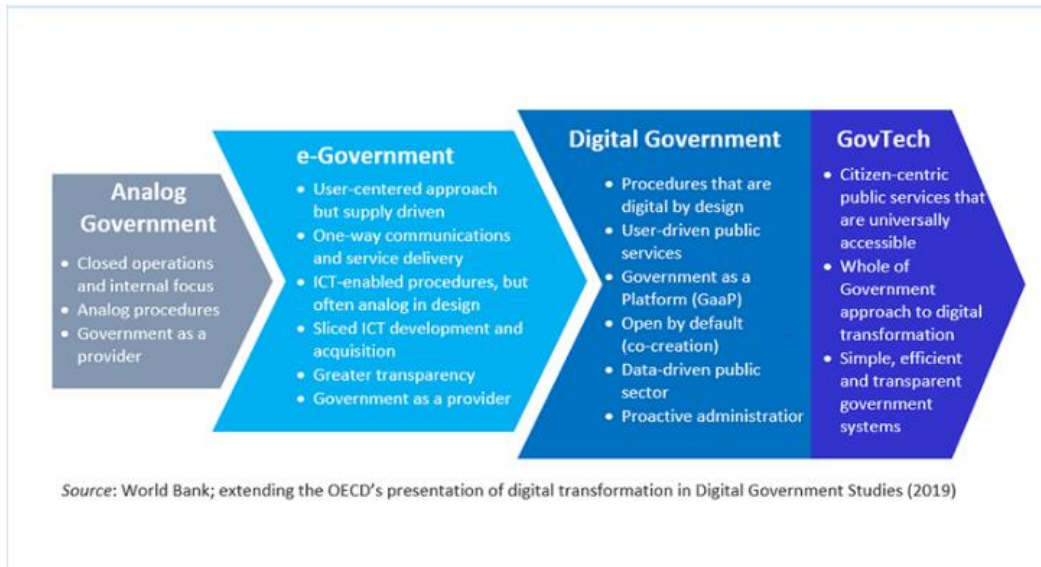 Analog
Government
• Closed operations
and internal focus
• Analog procedures
• Government as a
provider
e-Government
• User-centered approach
but supply driven
• One-way communications
and service delivery
• ICT-enabled procedures, but
often analog in design
• Sliced ICT development and
acquisition
• Greater transparency
• Government as a provider
Digital Government
• Procedures that are
digital by design
• User-driven public
services
• Government as a
Platform (GaaP)
• Open by default
(co-creation)
• Data-driven public
sector
• Proactive administratior
GovTech
• Citizen-centric
public services that
are universally
accessible
• Whole of
Government
approach to digital
transformation
• Simple, efficient
and transparent
government
systems
Source: World Bank; extending the OECD’s presentation of digital transformation in Digital Government Studies (2019)